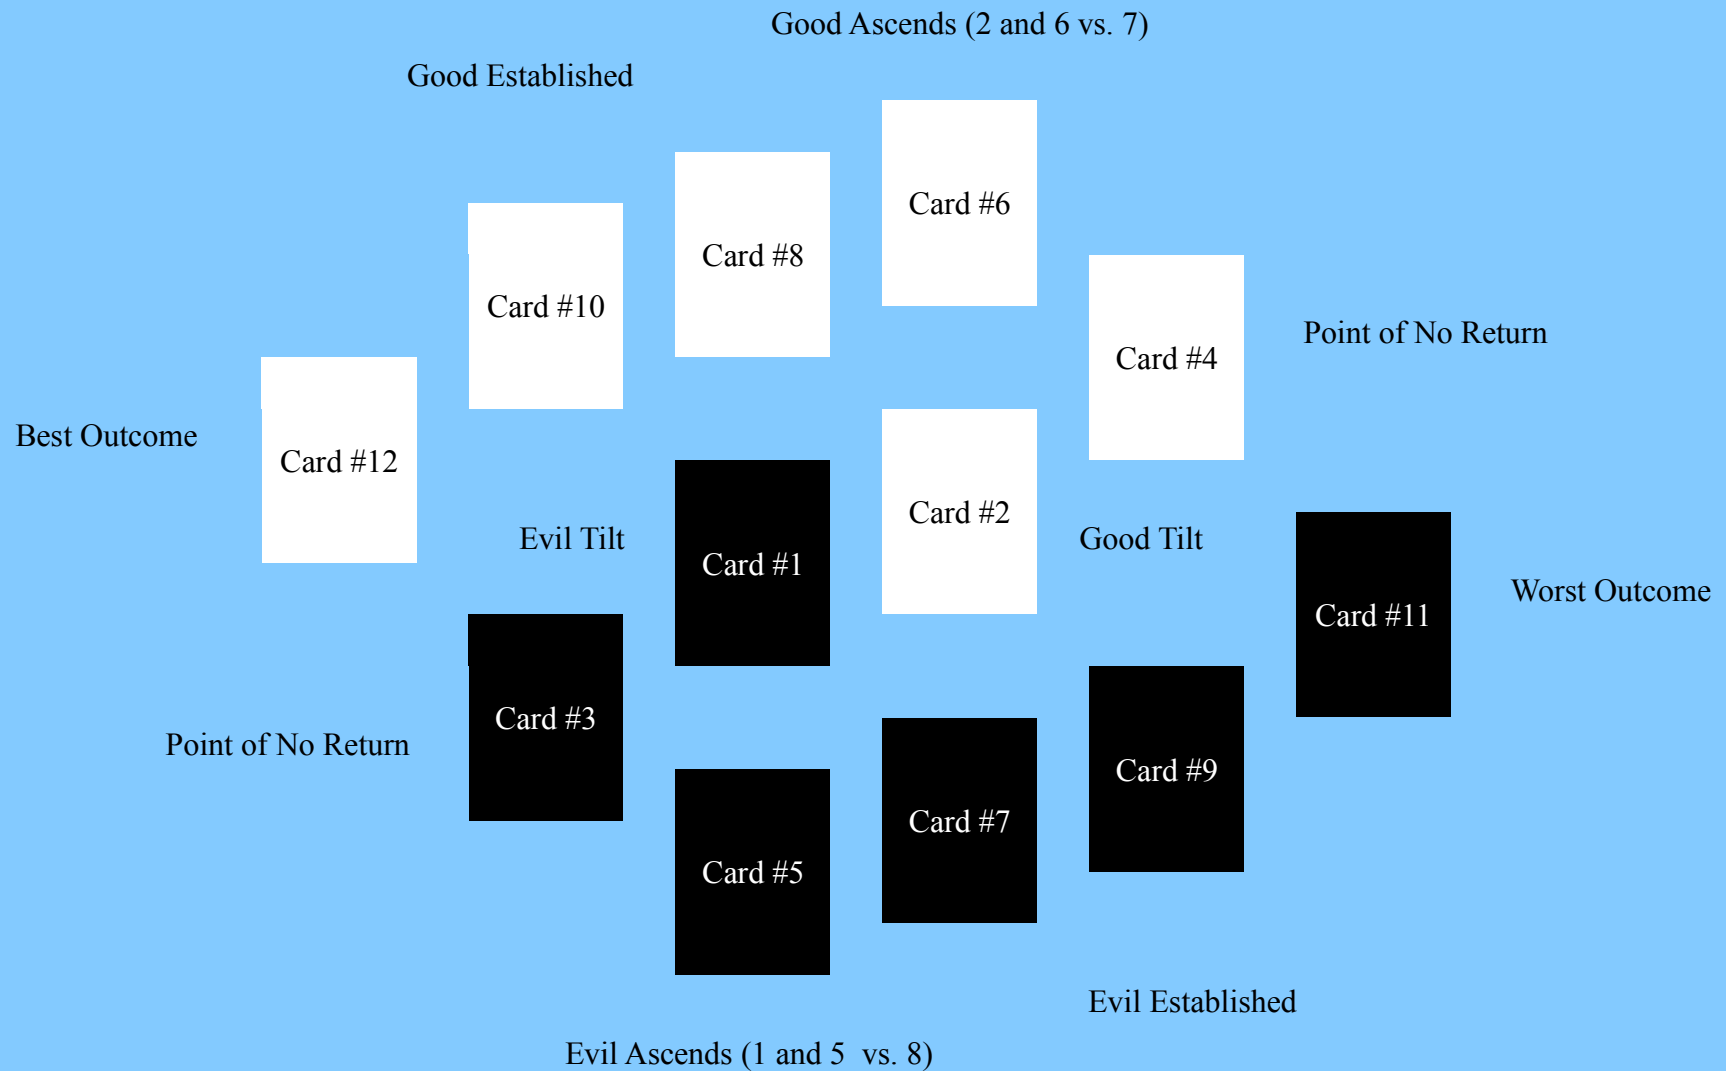 Good Ascends (2 and 6 vs. 7)
Good Established
Card #6
Card #8
Card #10
Point of No Return
Card #4
Best Outcome
Card #12
Card #2
Evil Tilt
Good Tilt
Card #1
Worst Outcome
Card #11
Card #3
Point of No Return
Card #9
Card #7
Card #5
Evil Established
Evil Ascends (1 and 5  vs. 8)